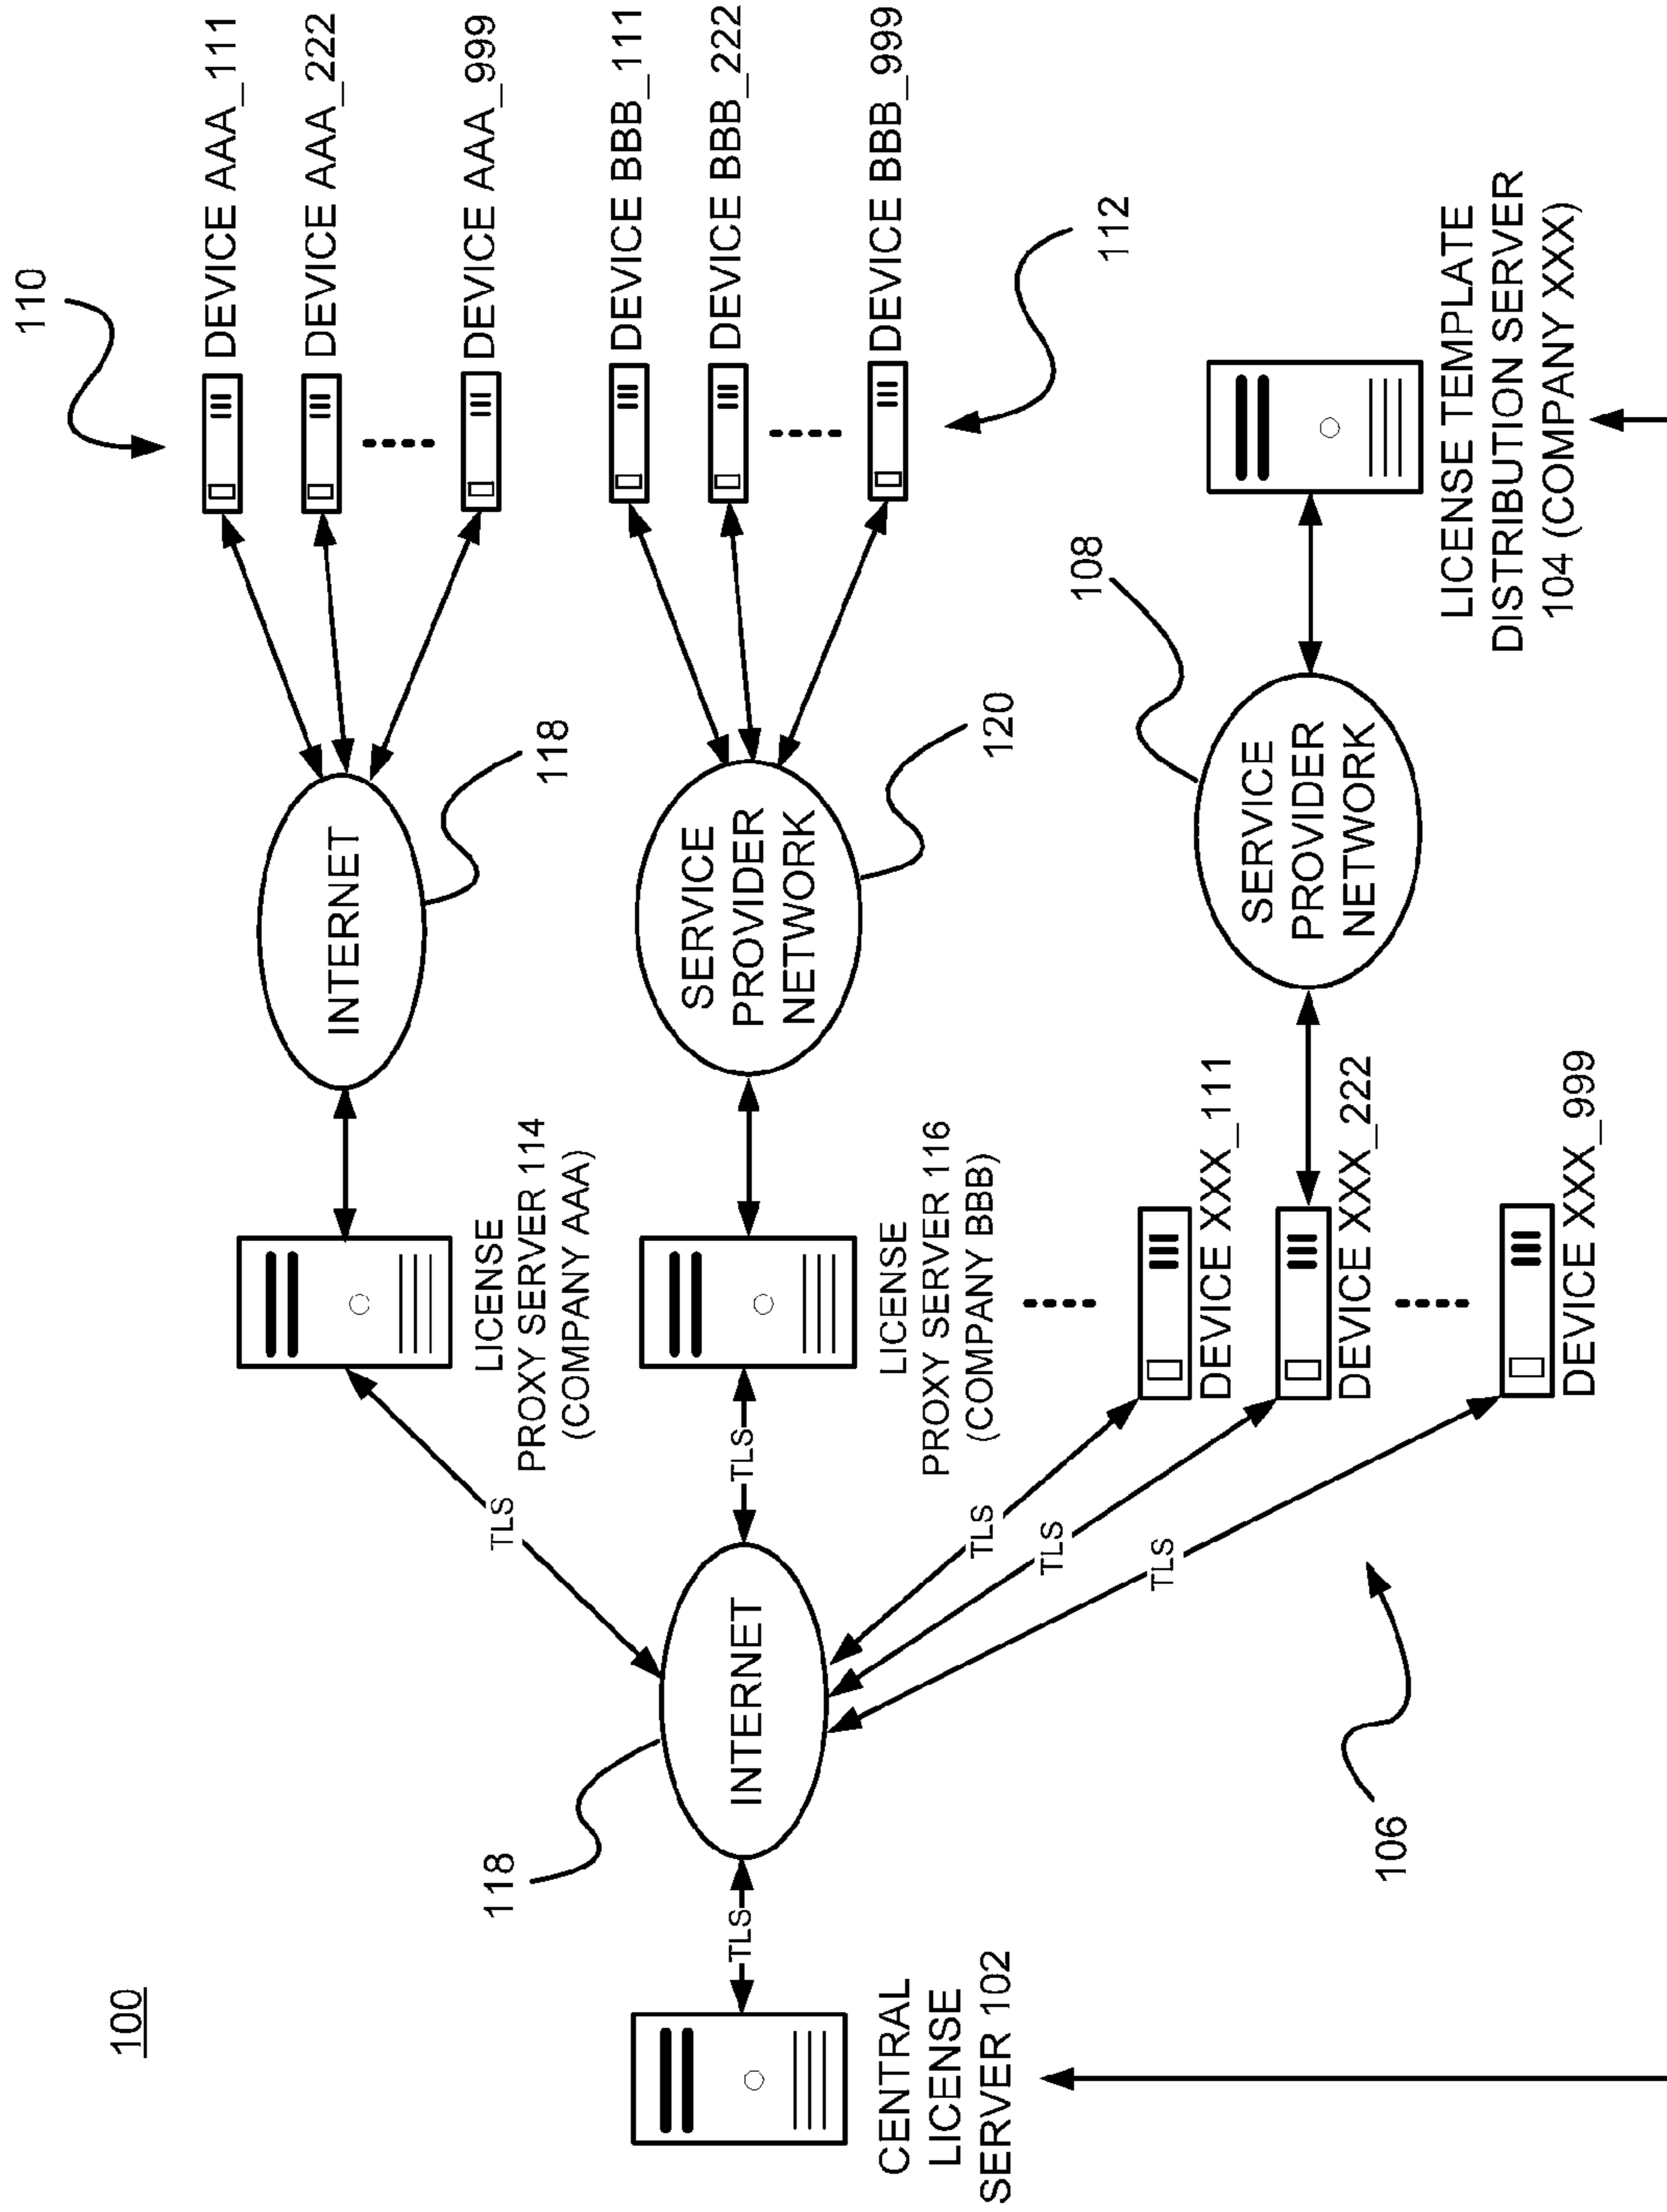 100
110
DEVICE AAA_111
DEVICE AAA_222
DEVICE AAA_999
INTERNET
118
LICENSE
PROXY SERVER 114
(COMPANY AAA)
TLS
DEVICE BBB_111
DEVICE BBB_222
DEVICE BBB_999
112
SERVICE
PROVIDER
NETWORK
120
LICENSE
PROXY SERVER 116
(COMPANY BBB)
TLS
118
INTERNET
TLS
CENTRAL
LICENSE
SERVER 102
TLS
TLS
TLS
106
DEVICE XXX_111
DEVICE XXX_222
DEVICE XXX_999
108
SERVICE
PROVIDER
NETWORK
LICENSE TEMPLATE
DISTRIBUTION SERVER
104 (COMPANY XXX)